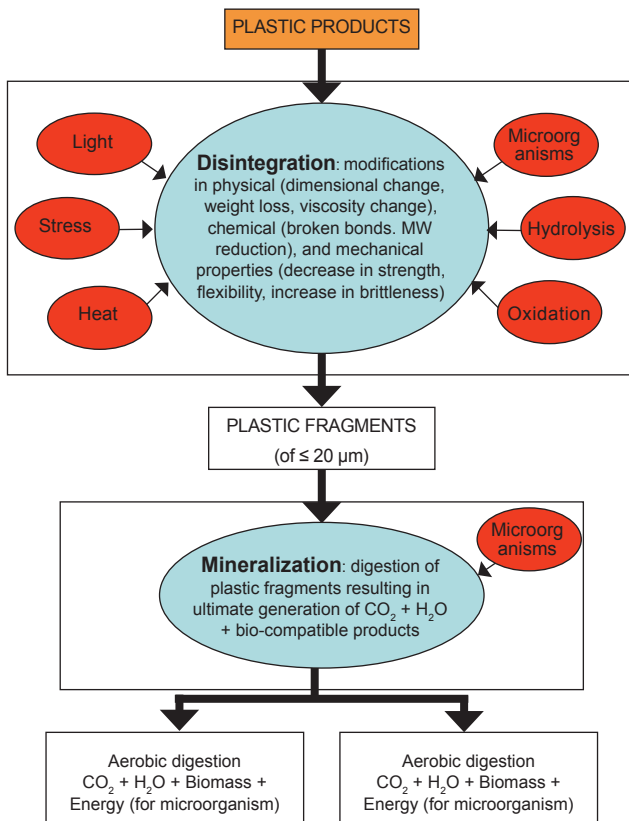 PLASTIC PRODUCTS
Light
Stress
Heat
Disintegration: modifications
in physical (dimensional change,
weight loss, viscosity change),
chemical (broken bonds. MW
reduction), and mechanical
properties (decrease in strength,
flexibility, increase in brittleness)
Microorg
anisms
Hydrolysis
Oxidation
PLASTIC FRAGMENTS
(of ≤ 20 μm)
Mineralization: digestion of
plastic fragments resulting in
ultimate generation of CO₂ + H₂O
+ bio-compatible products
Microorg
anisms
Aerobic digestion
CO₂ + H₂O + Biomass +
Energy (for microorganism)
Aerobic digestion
CO₂ + H₂O + Biomass +
Energy (for microorganism)